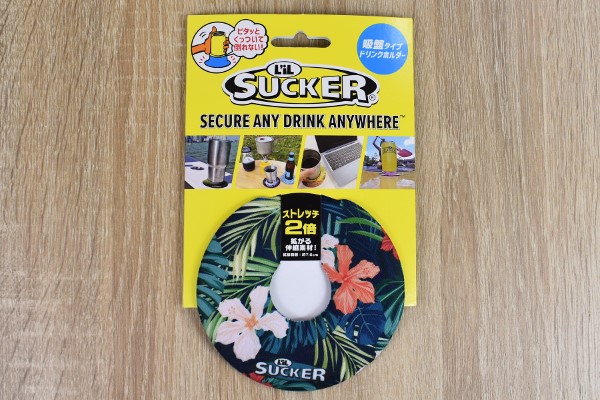 ピタッと
くっついて
倒れない!
吸盤タイプ
ドリンクホルダー
L'IL
SUCKER®
SECURE ANY DRINK ANYWHERE™
ストレッチ
2倍
拡がる
伸縮素材!
L'IL
SUCKER